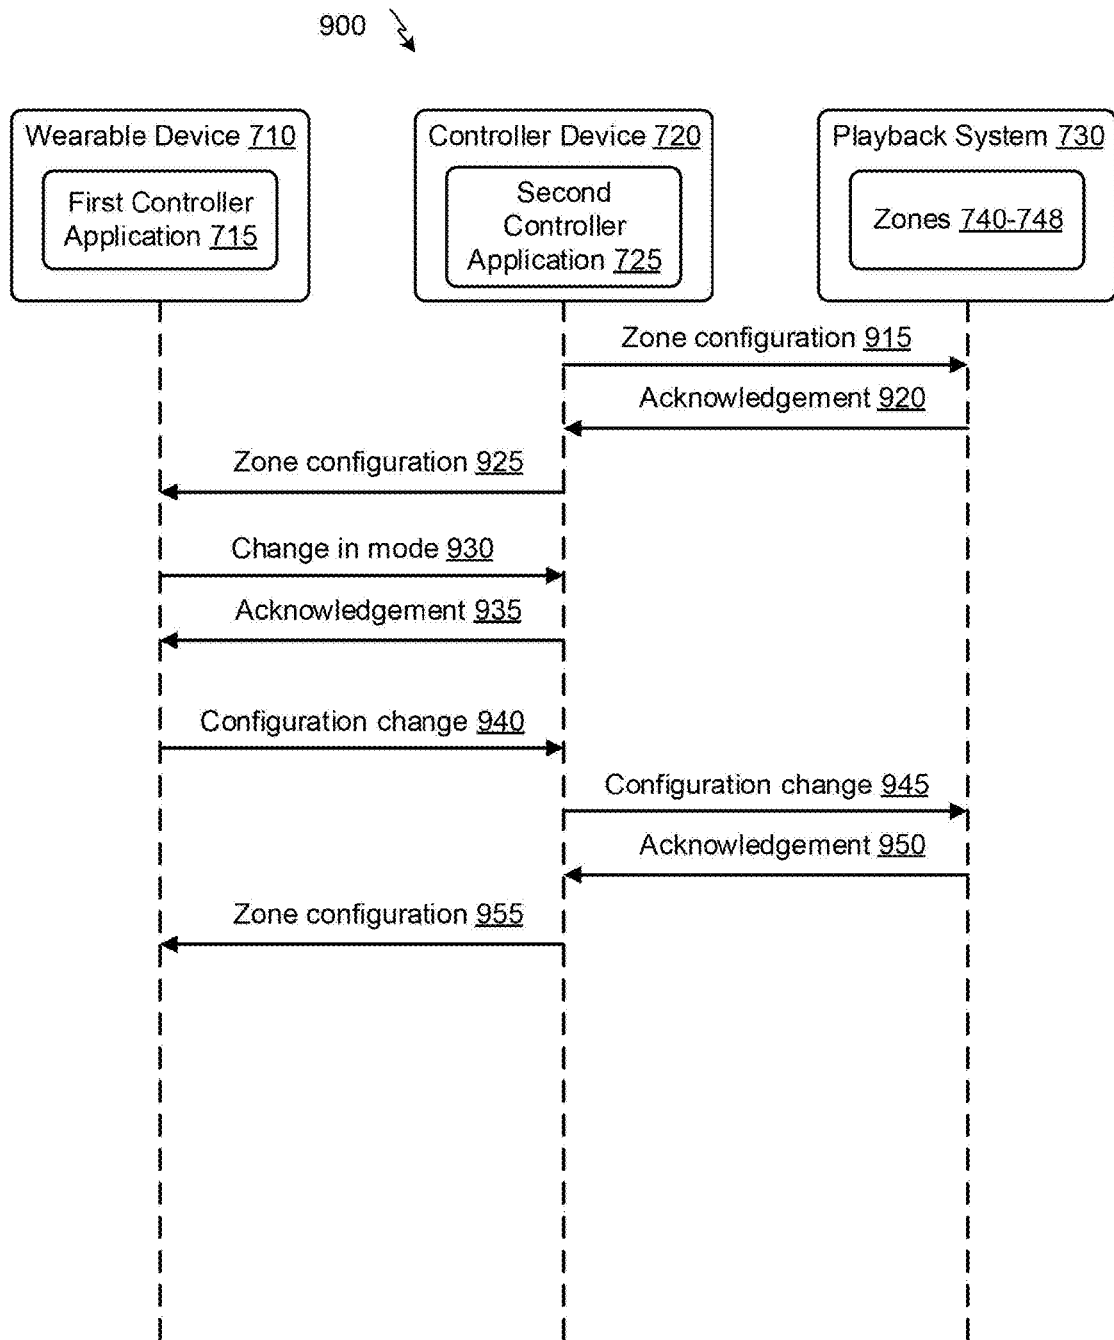 900
Wearable Device 710
First Controller
Application 715
Controller Device 720
Second
Controller
Application 725
Playback System 730
Zones 740-748
Zone configuration 915
Acknowledgement 920
Zone configuration 925
Change in mode 930
Acknowledgement 935
Configuration change 940
Configuration change 945
Acknowledgement 950
Zone configuration 955